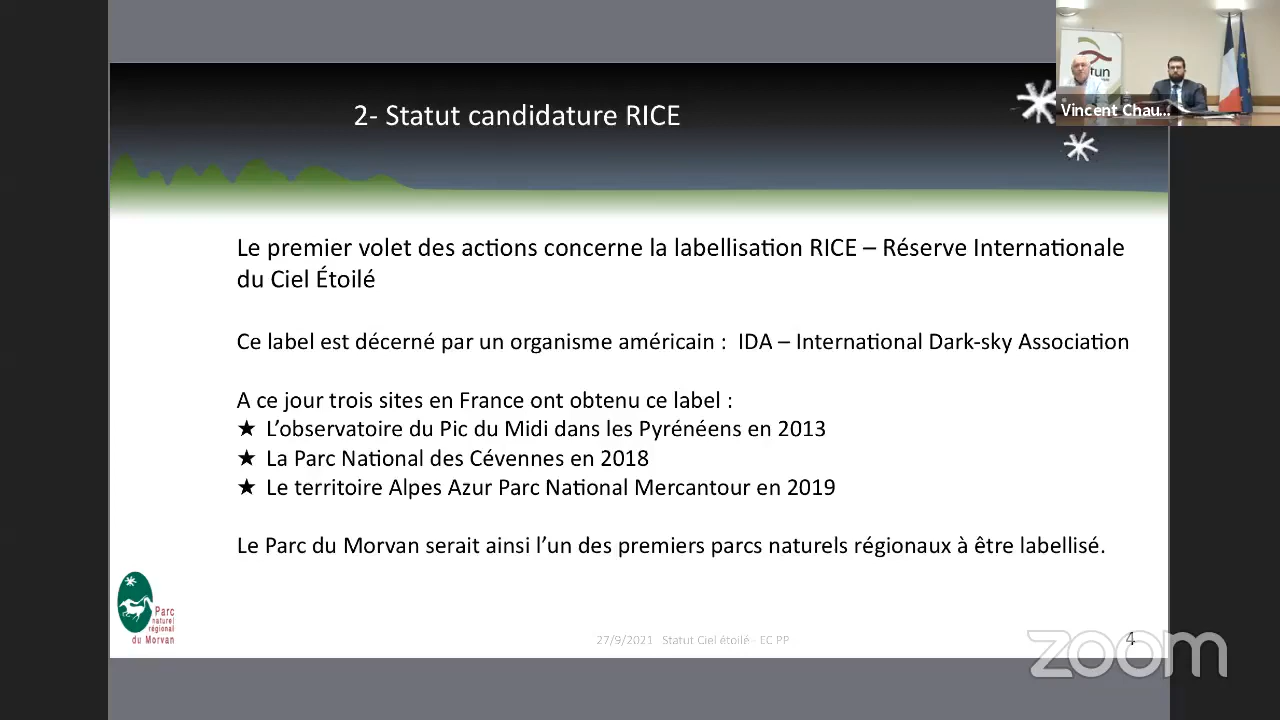 2- Statut candidature RICE
tun
Vincent Chau...
Le premier volet des actions concerne la labellisation RICE – Réserve Internationale
du Ciel Étoilé
Ce label est décerné par un organisme américain : IDA – International Dark-sky Association
A ce jour trois sites en France ont obtenu ce label :
★ L’observatoire du Pic du Midi dans les Pyrénéens en 2013
★ La Parc National des Cévennes en 2018
★ Le territoire Alpes Azur Parc National Mercantour en 2019
Le Parc du Morvan serait ainsi l’un des premiers parcs naturels régionaux à être labellisé.
Parc
naturel
régional
du Morvan
27/9/2021 Statut Ciel étoilé - EC PP
4
zoom